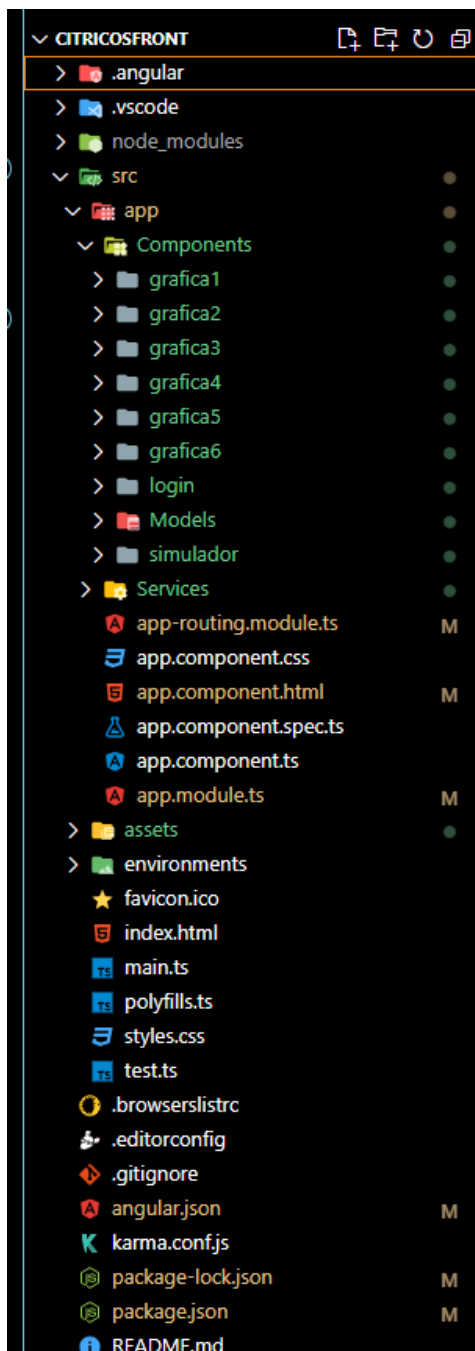 CITRICOSFRONT
.angular
.vscode
node_modules
src
app
Components
grafica1
grafica2
grafica3
grafica4
grafica5
grafica6
login
Models
simulador
Services
app-routing.module.ts M
app.component.css
app.component.html M
app.component.spec.ts
app.component.ts
app.module.ts M
assets
environments
favicon.ico
index.html
main.ts
polyfills.ts
styles.css
test.ts
.browserslistrc
.editorconfig
.gitignore
angular.json M
karma.conf.js
package-lock.json M
package.json M
README.md